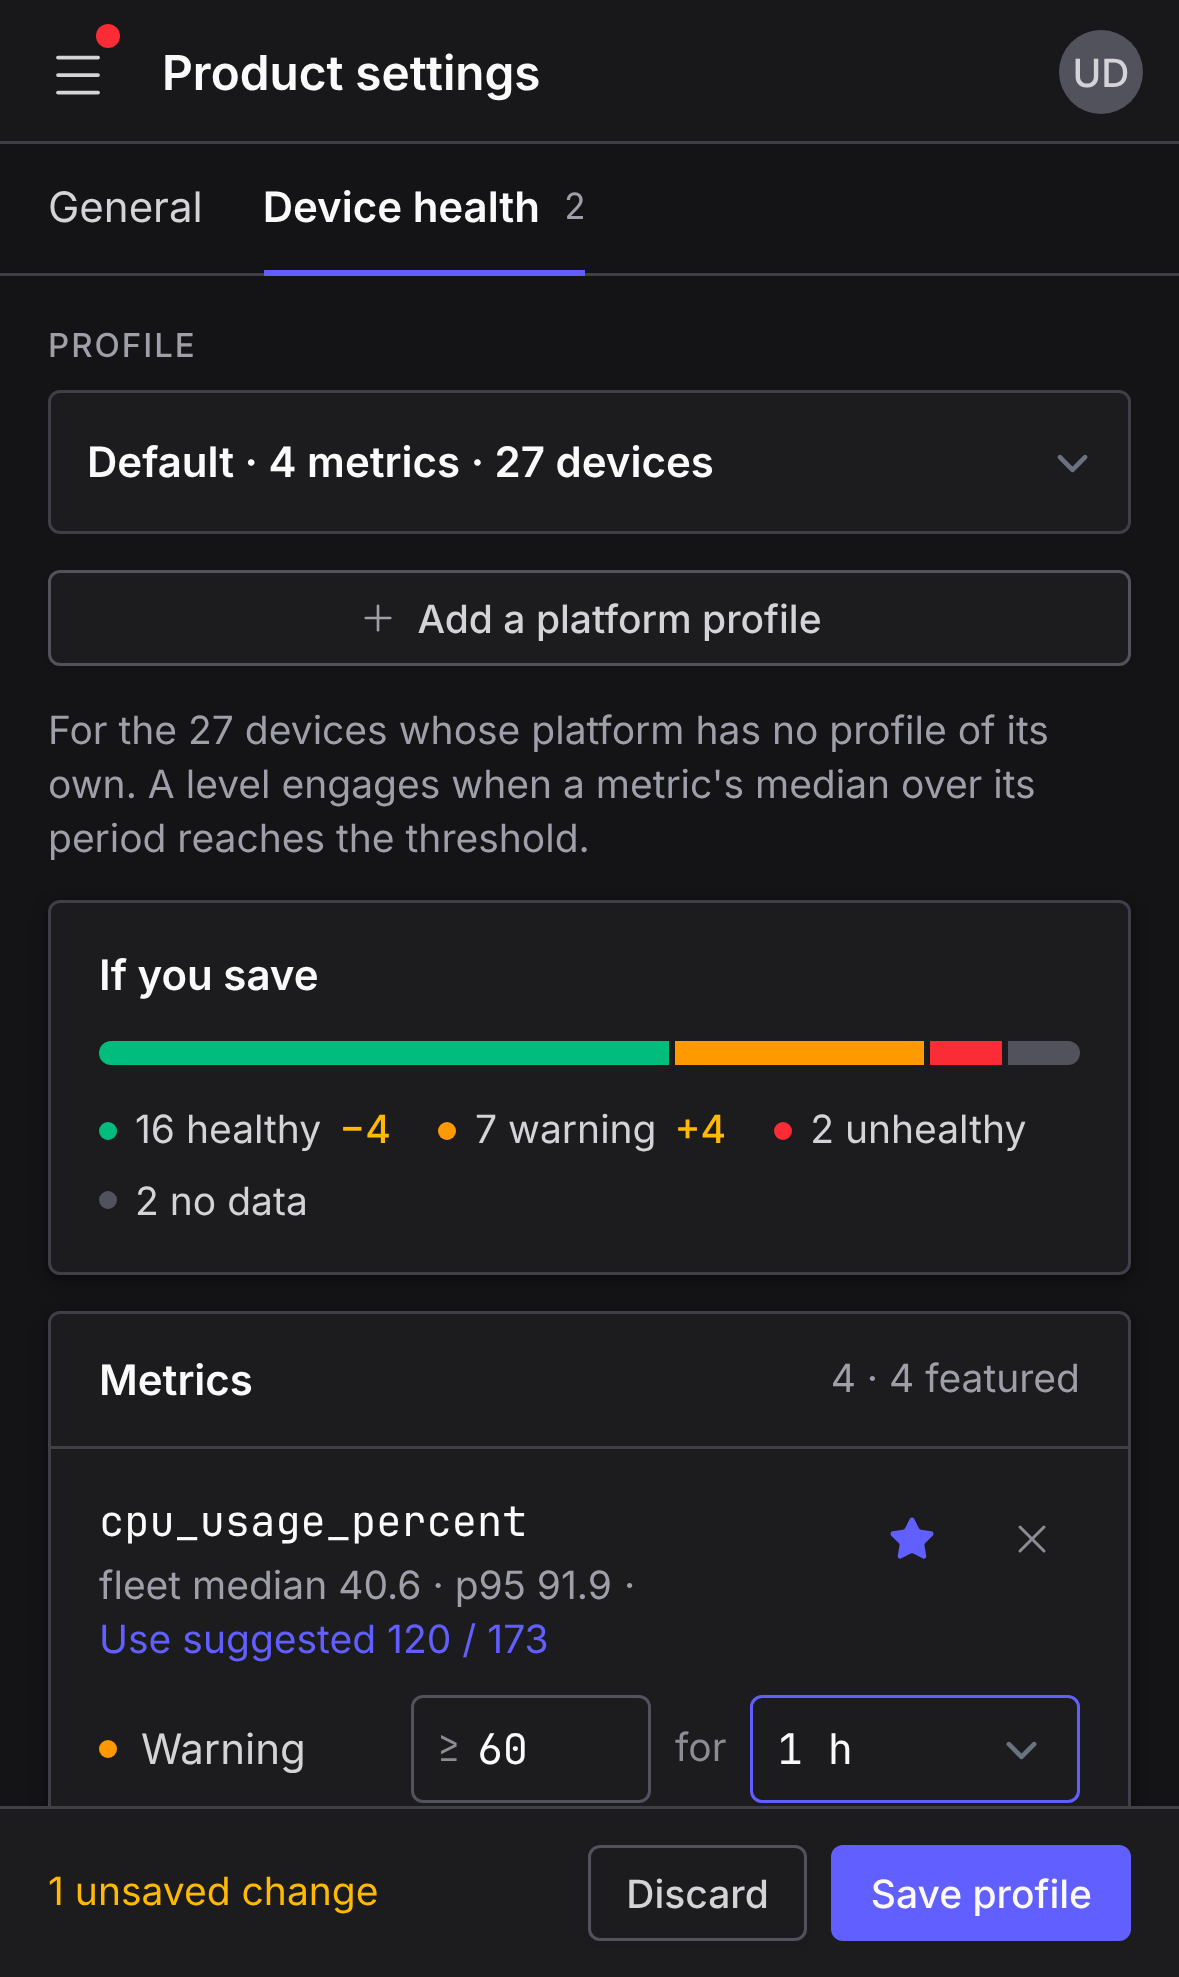 Product settings
UD
General
Device health 2
PROFILE
Default · 4 metrics · 27 devices
Add a platform profile
For the 27 devices whose platform has no profile of its
own. A level engages when a metric's median over its
period reaches the threshold.
If you save
16 healthy −4
7 warning +4
2 unhealthy
2 no data
Metrics
4 · 4 featured
cpu_usage_percent
fleet median 40.6 · p95 91.9 ·
Use suggested 120 / 173
Warning
≥ 60
for
1 h
1 unsaved change
Discard
Save profile